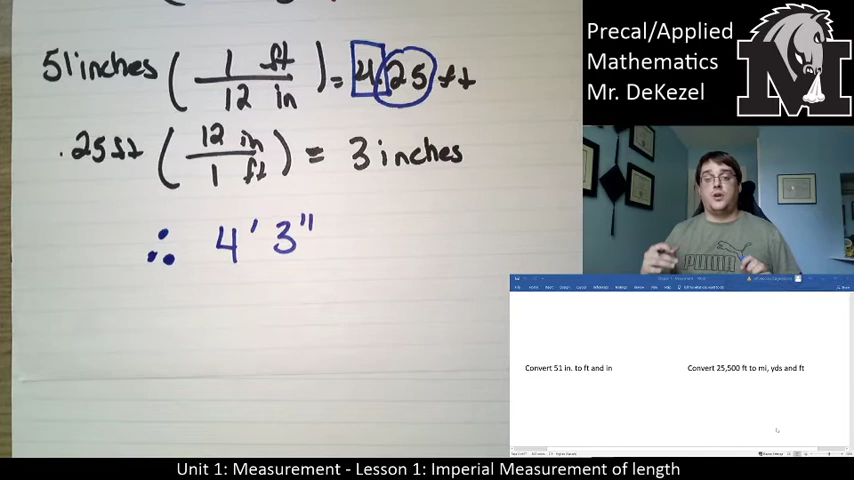 51 inches ( 1 ft / 12 in ) = 4.25 ft
.25 ft ( 12 in / 1 ft ) = 3 inches
∴ 4' 3"
Precal/Applied
Mathematics
Mr. DeKezel
M
PUMA
Convert 51 in. to ft and in
Convert 25,500 ft to mi, yds and ft
Unit 1: Measurement - Lesson 1: Imperial Measurement of length